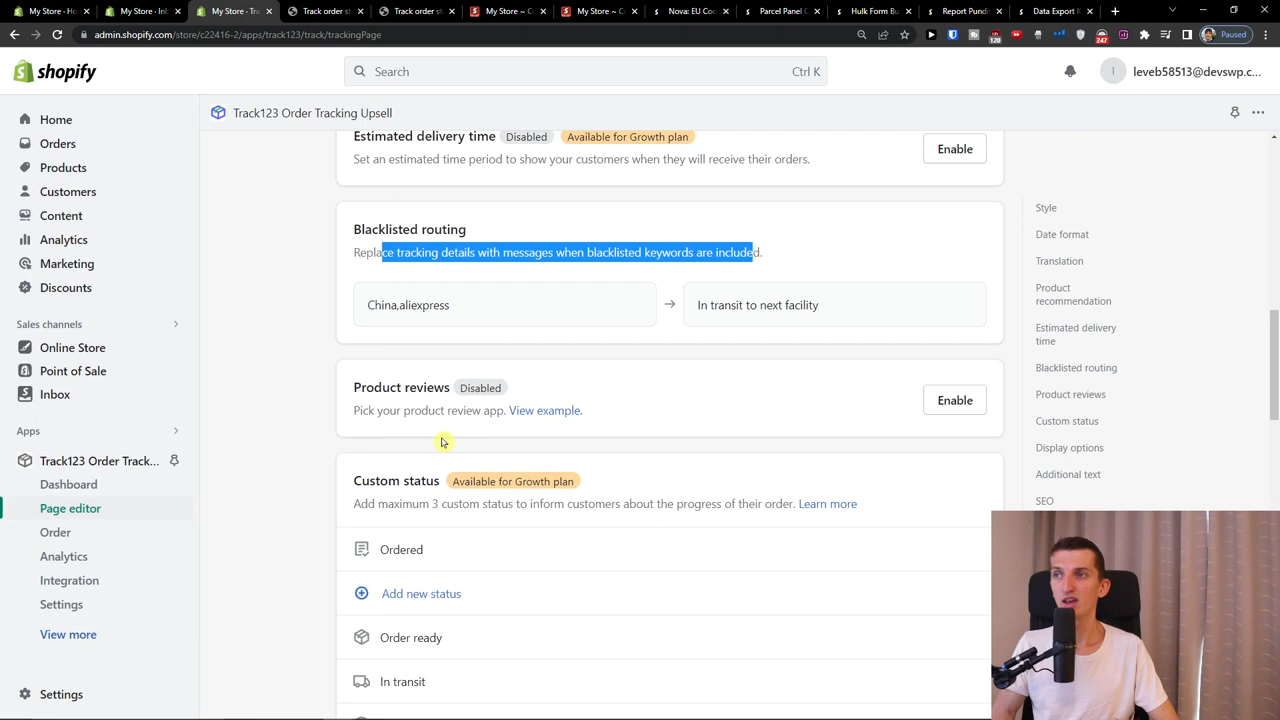 My Store · Tra
My Store · Inb
My Store · Tra
Track order st
Track order st
My Store ~ C
My Store ~ C
Nova: EU Coo
Parcel Panel C
Hulk Form Bu
Report Pundit
Data Export X
admin.shopify.com/store/c22416-2/apps/track123/track/trackingPage
120
247
Paused
shopify
Search
Ctrl K
I
leveb58513@devswp.c...
Home
Orders
Products
Customers
Content
Analytics
Marketing
Discounts
Sales channels
Online Store
Point of Sale
Inbox
Apps
Track123 Order Track...
Dashboard
Page editor
Order
Analytics
Integration
Settings
View more
Settings
Track123 Order Tracking Upsell
Estimated delivery time Disabled Available for Growth plan
Set an estimated time period to show your customers when they will receive their orders.
Enable
Blacklisted routing
Replace tracking details with messages when blacklisted keywords are included.
China,aliexpress → In transit to next facility
Product reviews Disabled
Pick your product review app. View example.
Enable
Custom status Available for Growth plan
Add maximum 3 custom status to inform customers about the progress of their order. Learn more
Ordered
Add new status
Order ready
In transit
Style
Date format
Translation
Product
recommendation
Estimated delivery
time
Blacklisted routing
Product reviews
Custom status
Display options
Additional text
SEO